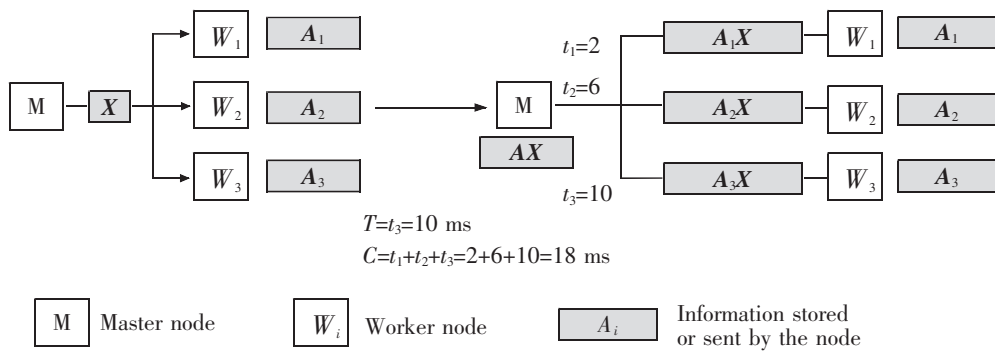 W₁ A₁ t₁=2 A₁X W₁ A₁
M X W₂ A₂ M t₂=6 A₂X W₂ A₂
AX
W₃ A₃ t₃=10 A₃X W₃ A₃
T=t₃=10 ms
C=t₁+t₂+t₃=2+6+10=18 ms
M Master node
Wᵢ Worker node
Aᵢ Information stored
or sent by the node